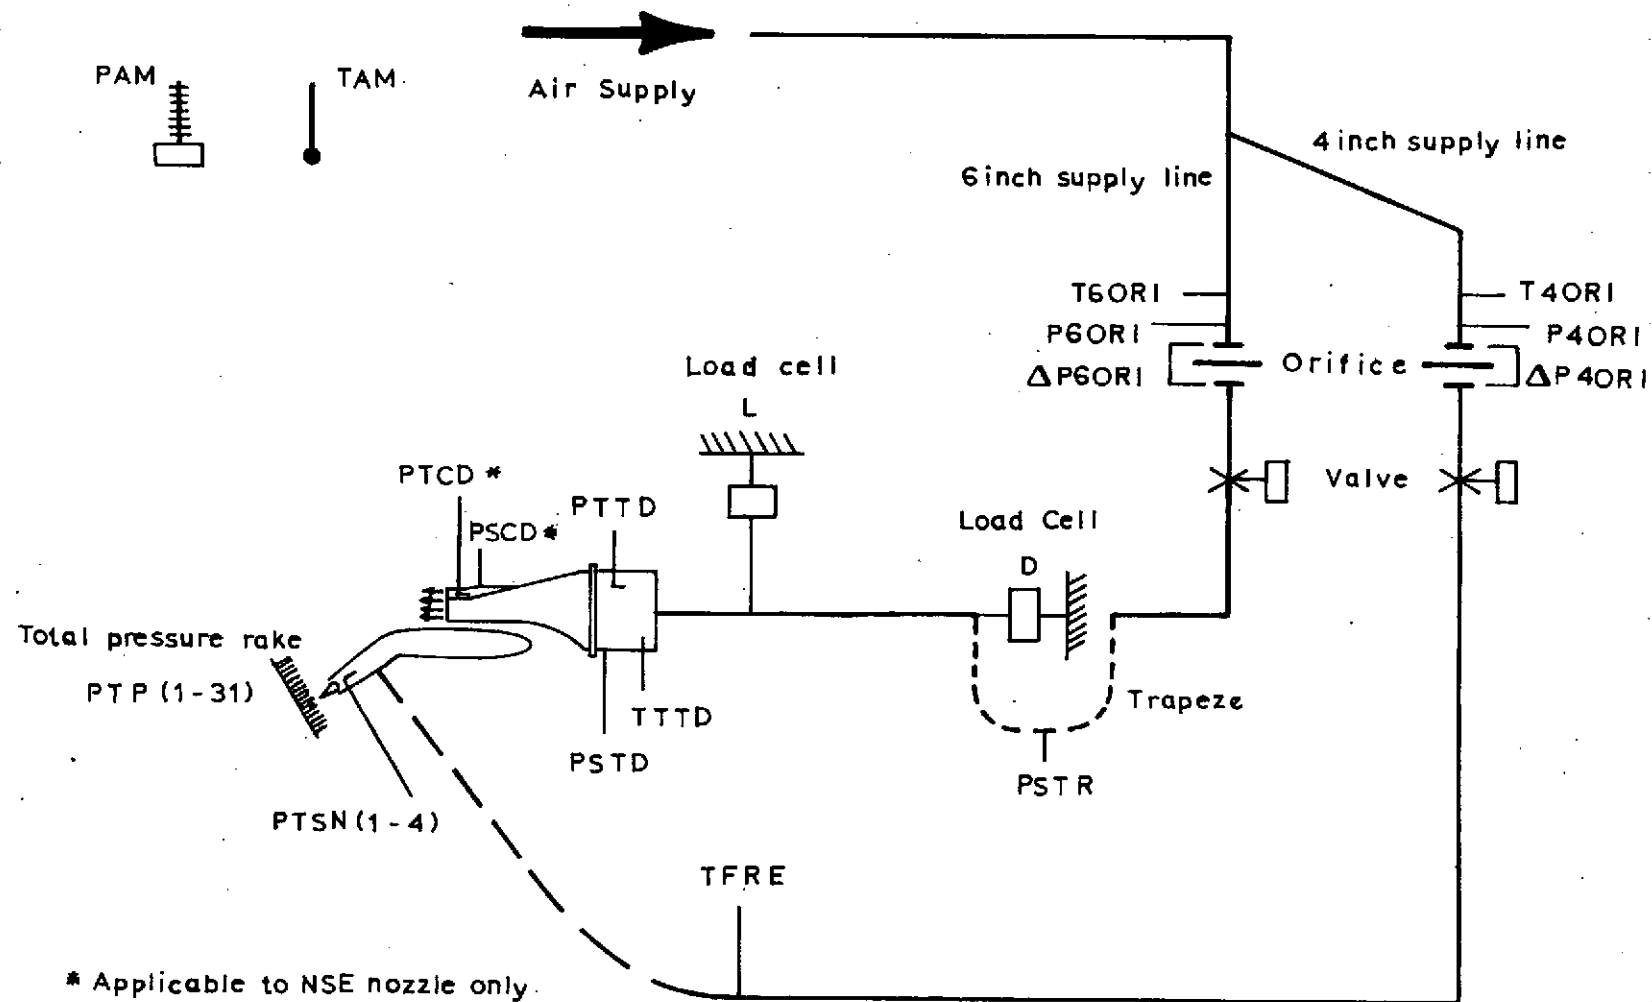 PAM
TAM
Air Supply
4 inch supply line
6 inch supply line
T6ORI
T4ORI
P6ORI
P4ORI
Orifice
ΔP6ORI
ΔP4ORI
Load cell
L
PTCD *
PTTD
Valve
PSCD *
Load Cell
D
Total pressure rake
PTP (1-31)
TTTD
Trapeze
PSTD
PSTR
PTSN (1-4)
TFRE
* Applicable to NSE nozzle only.